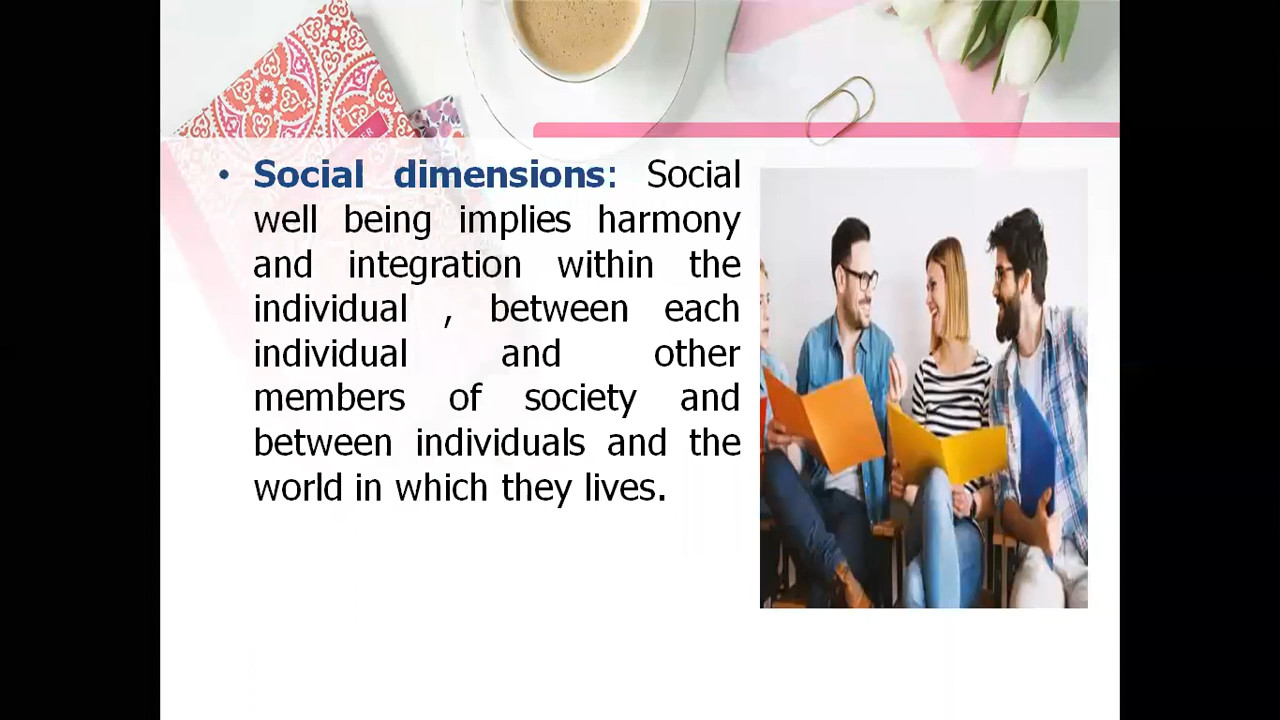 • Social dimensions: Social
well being implies harmony
and integration within the
individual , between each
individual and other
members of society and
between individuals and the
world in which they lives.